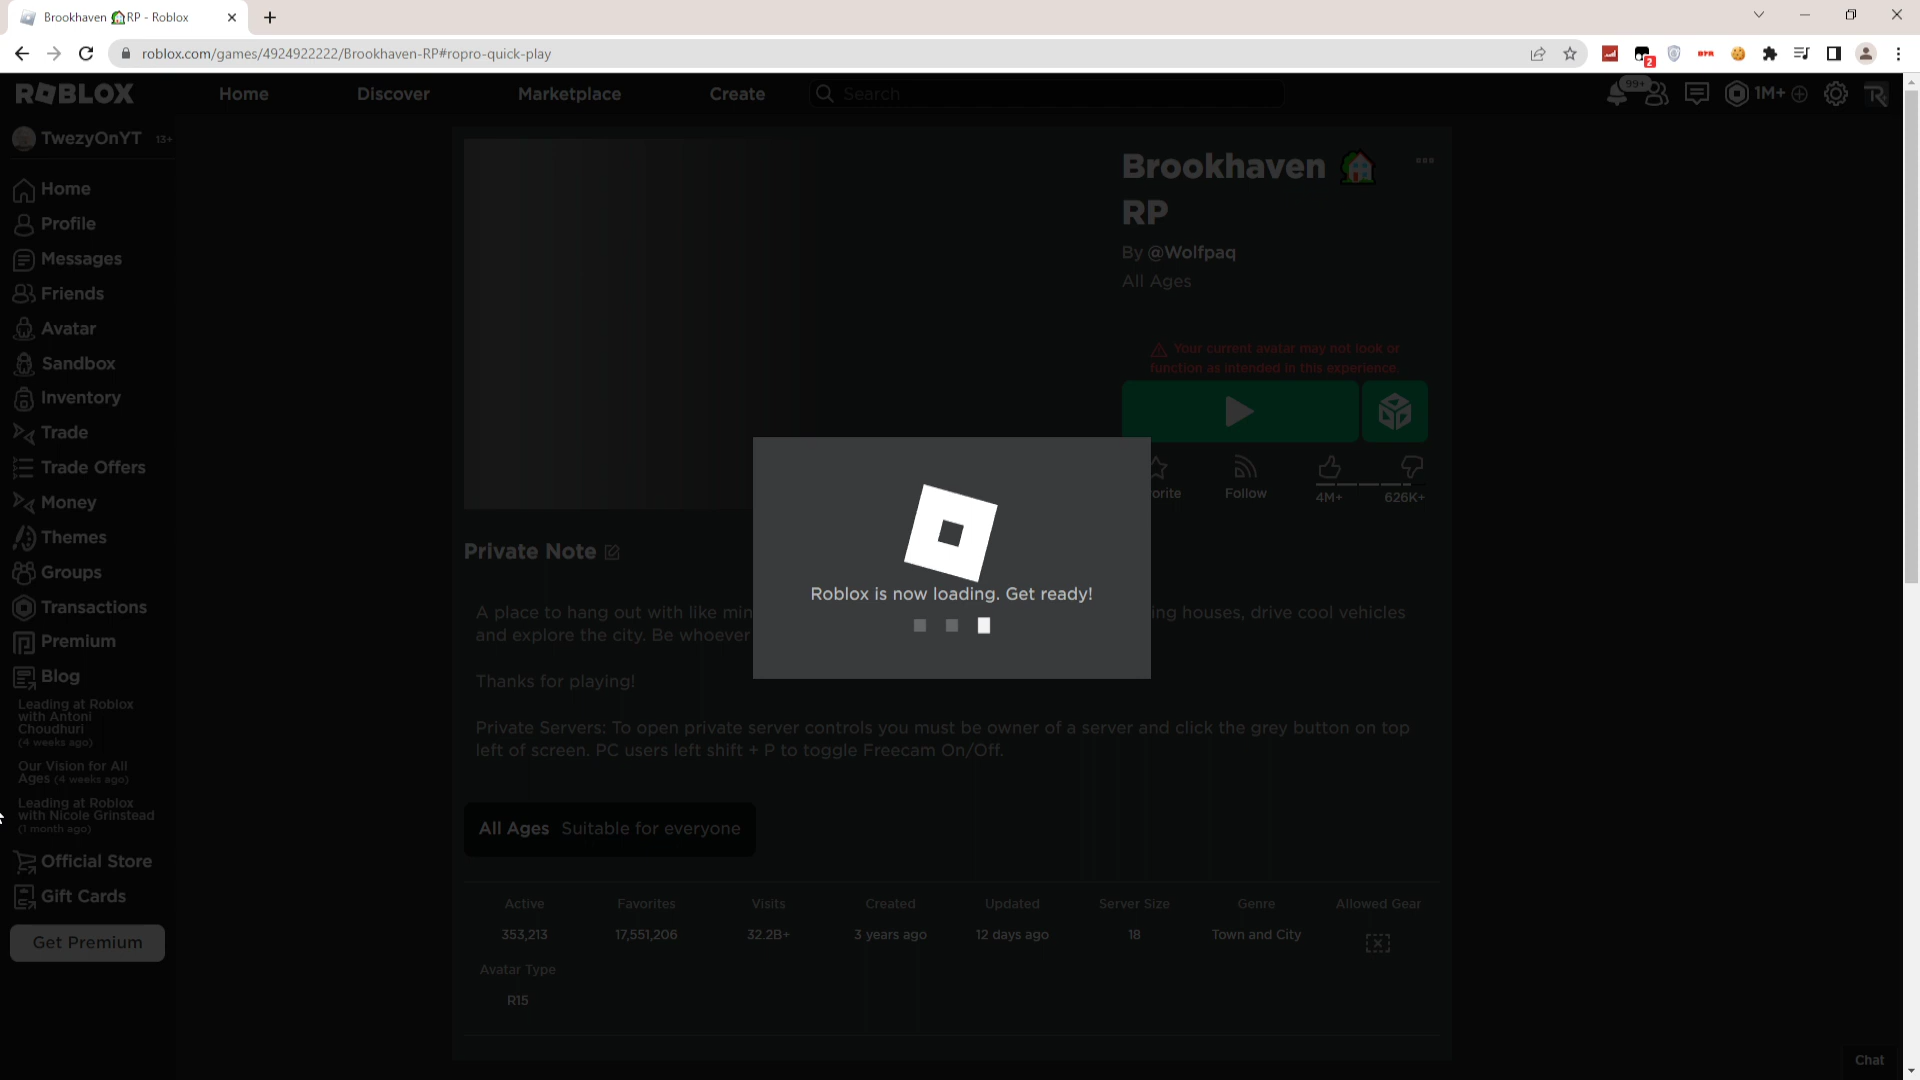 Brookhaven 🏡RP - Roblox
roblox.com/games/4924922222/Brookhaven-RP#ropro-quick-play
2
ROBLOX
Home
Discover
Marketplace
Create
Search
99+
1M+
TwezyOnYT
13+
Home
Profile
Messages
Friends
Avatar
Sandbox
Inventory
Trade
Trade Offers
Money
Themes
Groups
Transactions
Premium
Blog
Leading at Roblox
with Antoni
Choudhuri
(4 weeks ago)
Our Vision for All
Ages (4 weeks ago)
Leading at Roblox
with Nicole Grinstead
(1 month ago)
Official Store
Gift Cards
Get Premium
Brookhaven 🏡
RP
By @Wolfpaq
All Ages
Your current avatar may not look or
function as intended in this experience.
orite
Follow
4M+
626K+
Roblox is now loading. Get ready!
Private Note
A place to hang out with like min ing houses, drive cool vehicles
and explore the city. Be whoever
Thanks for playing!
Private Servers: To open private server controls you must be owner of a server and click the grey button on top
left of screen. PC users left shift + P to toggle Freecam On/Off.
All Ages Suitable for everyone
Active Favorites Visits Created Updated Server Size Genre Allowed Gear
353,213 17,551,206 32.2B+ 3 years ago 12 days ago 18 Town and City
Avatar Type
R15
Chat